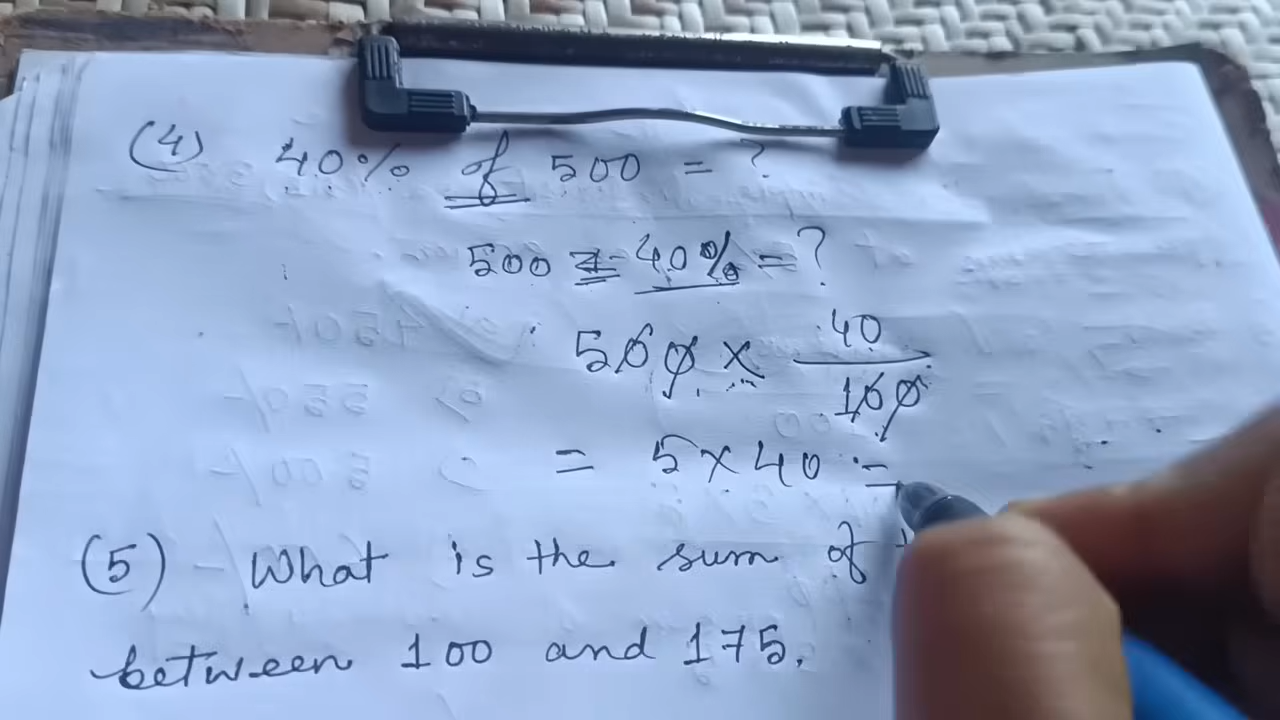 (4) 40% of 500 = ?
500 40% = ?
500 × 40/100
= 5 × 40 =
(5) What is the sum of
between 100 and 175.